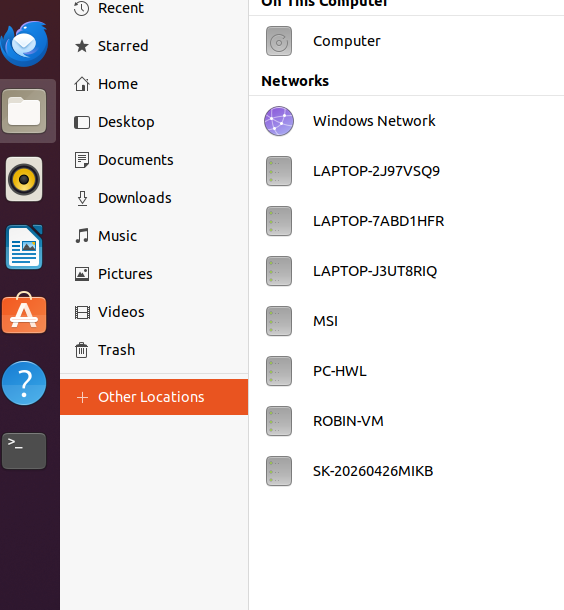 Recent
Starred
Home
Desktop
Documents
Downloads
Music
Pictures
Videos
Trash
Other Locations
On This Computer
Computer
Networks
Windows Network
LAPTOP-2J97VSQ9
LAPTOP-7ABD1HFR
LAPTOP-J3UT8RIQ
MSI
PC-HWL
ROBIN-VM
SK-20260426MIKB